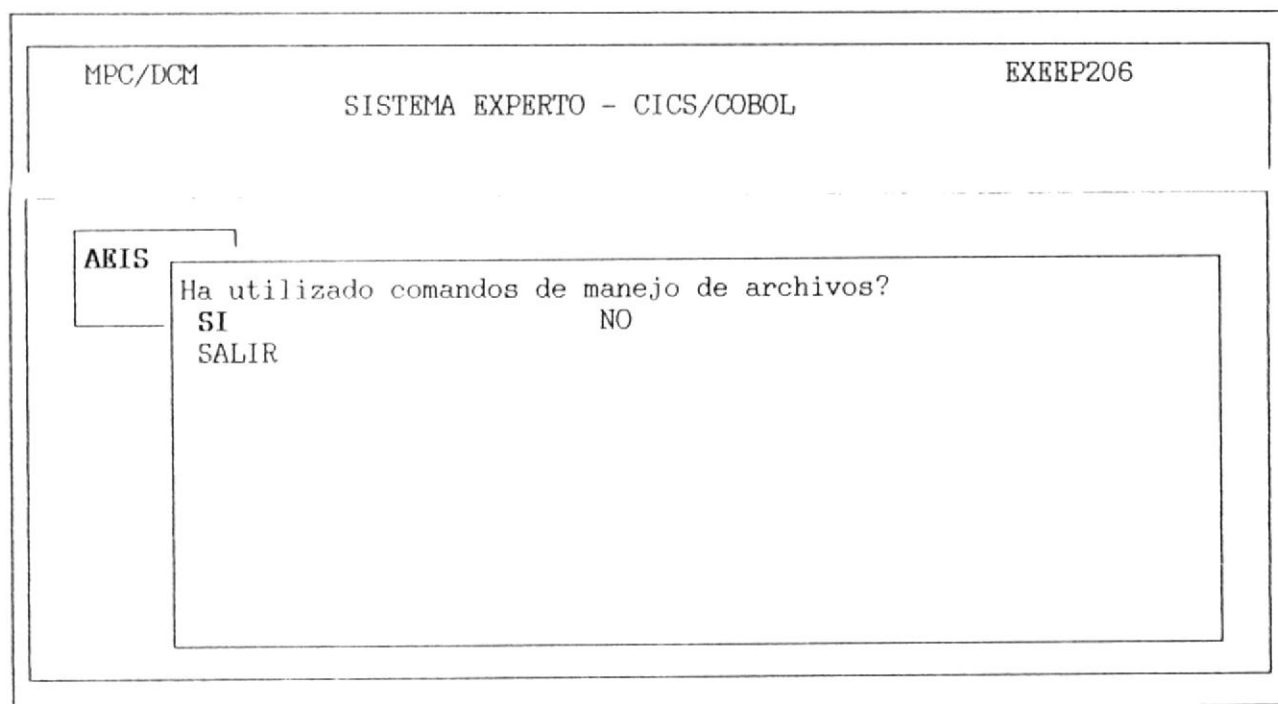 MPC/DCM EXEEP206
SISTEMA EXPERTO - CICS/COBOL
AEIS
Ha utilizado comandos de manejo de archivos?
SI NO
SALIR